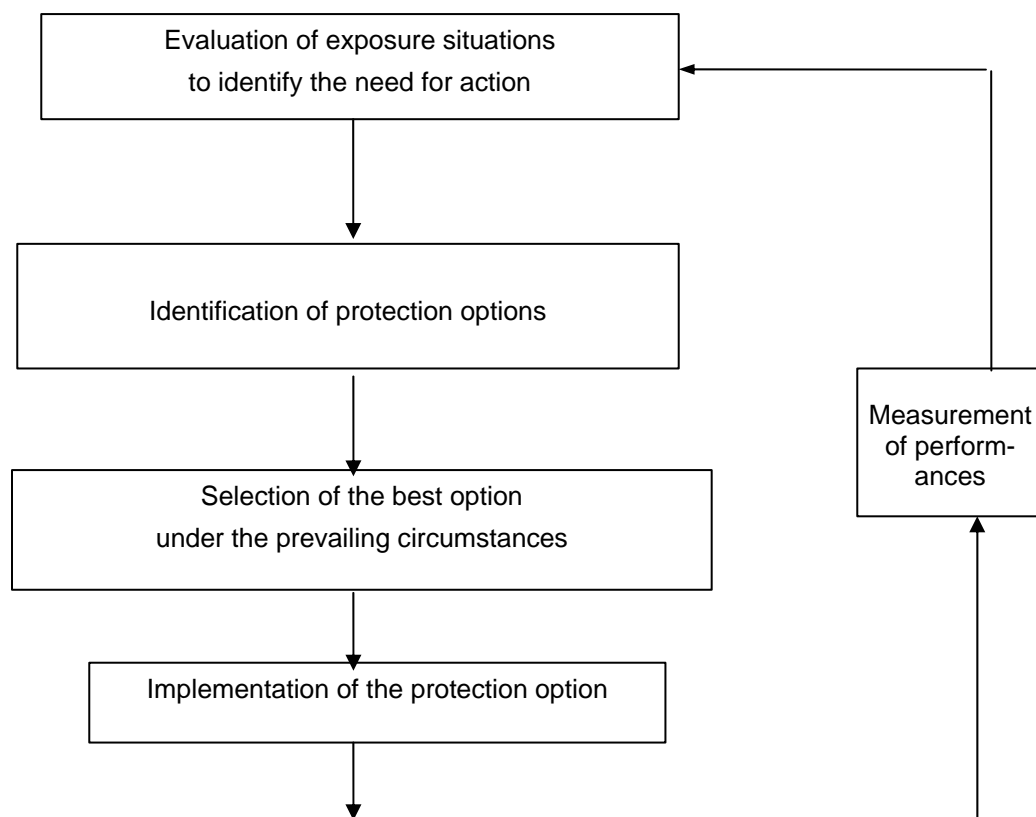 Evaluation of exposure situations
to identify the need for action
Identification of protection options
Measurement
of perform-
ances
Selection of the best option
under the prevailing circumstances
Implementation of the protection option